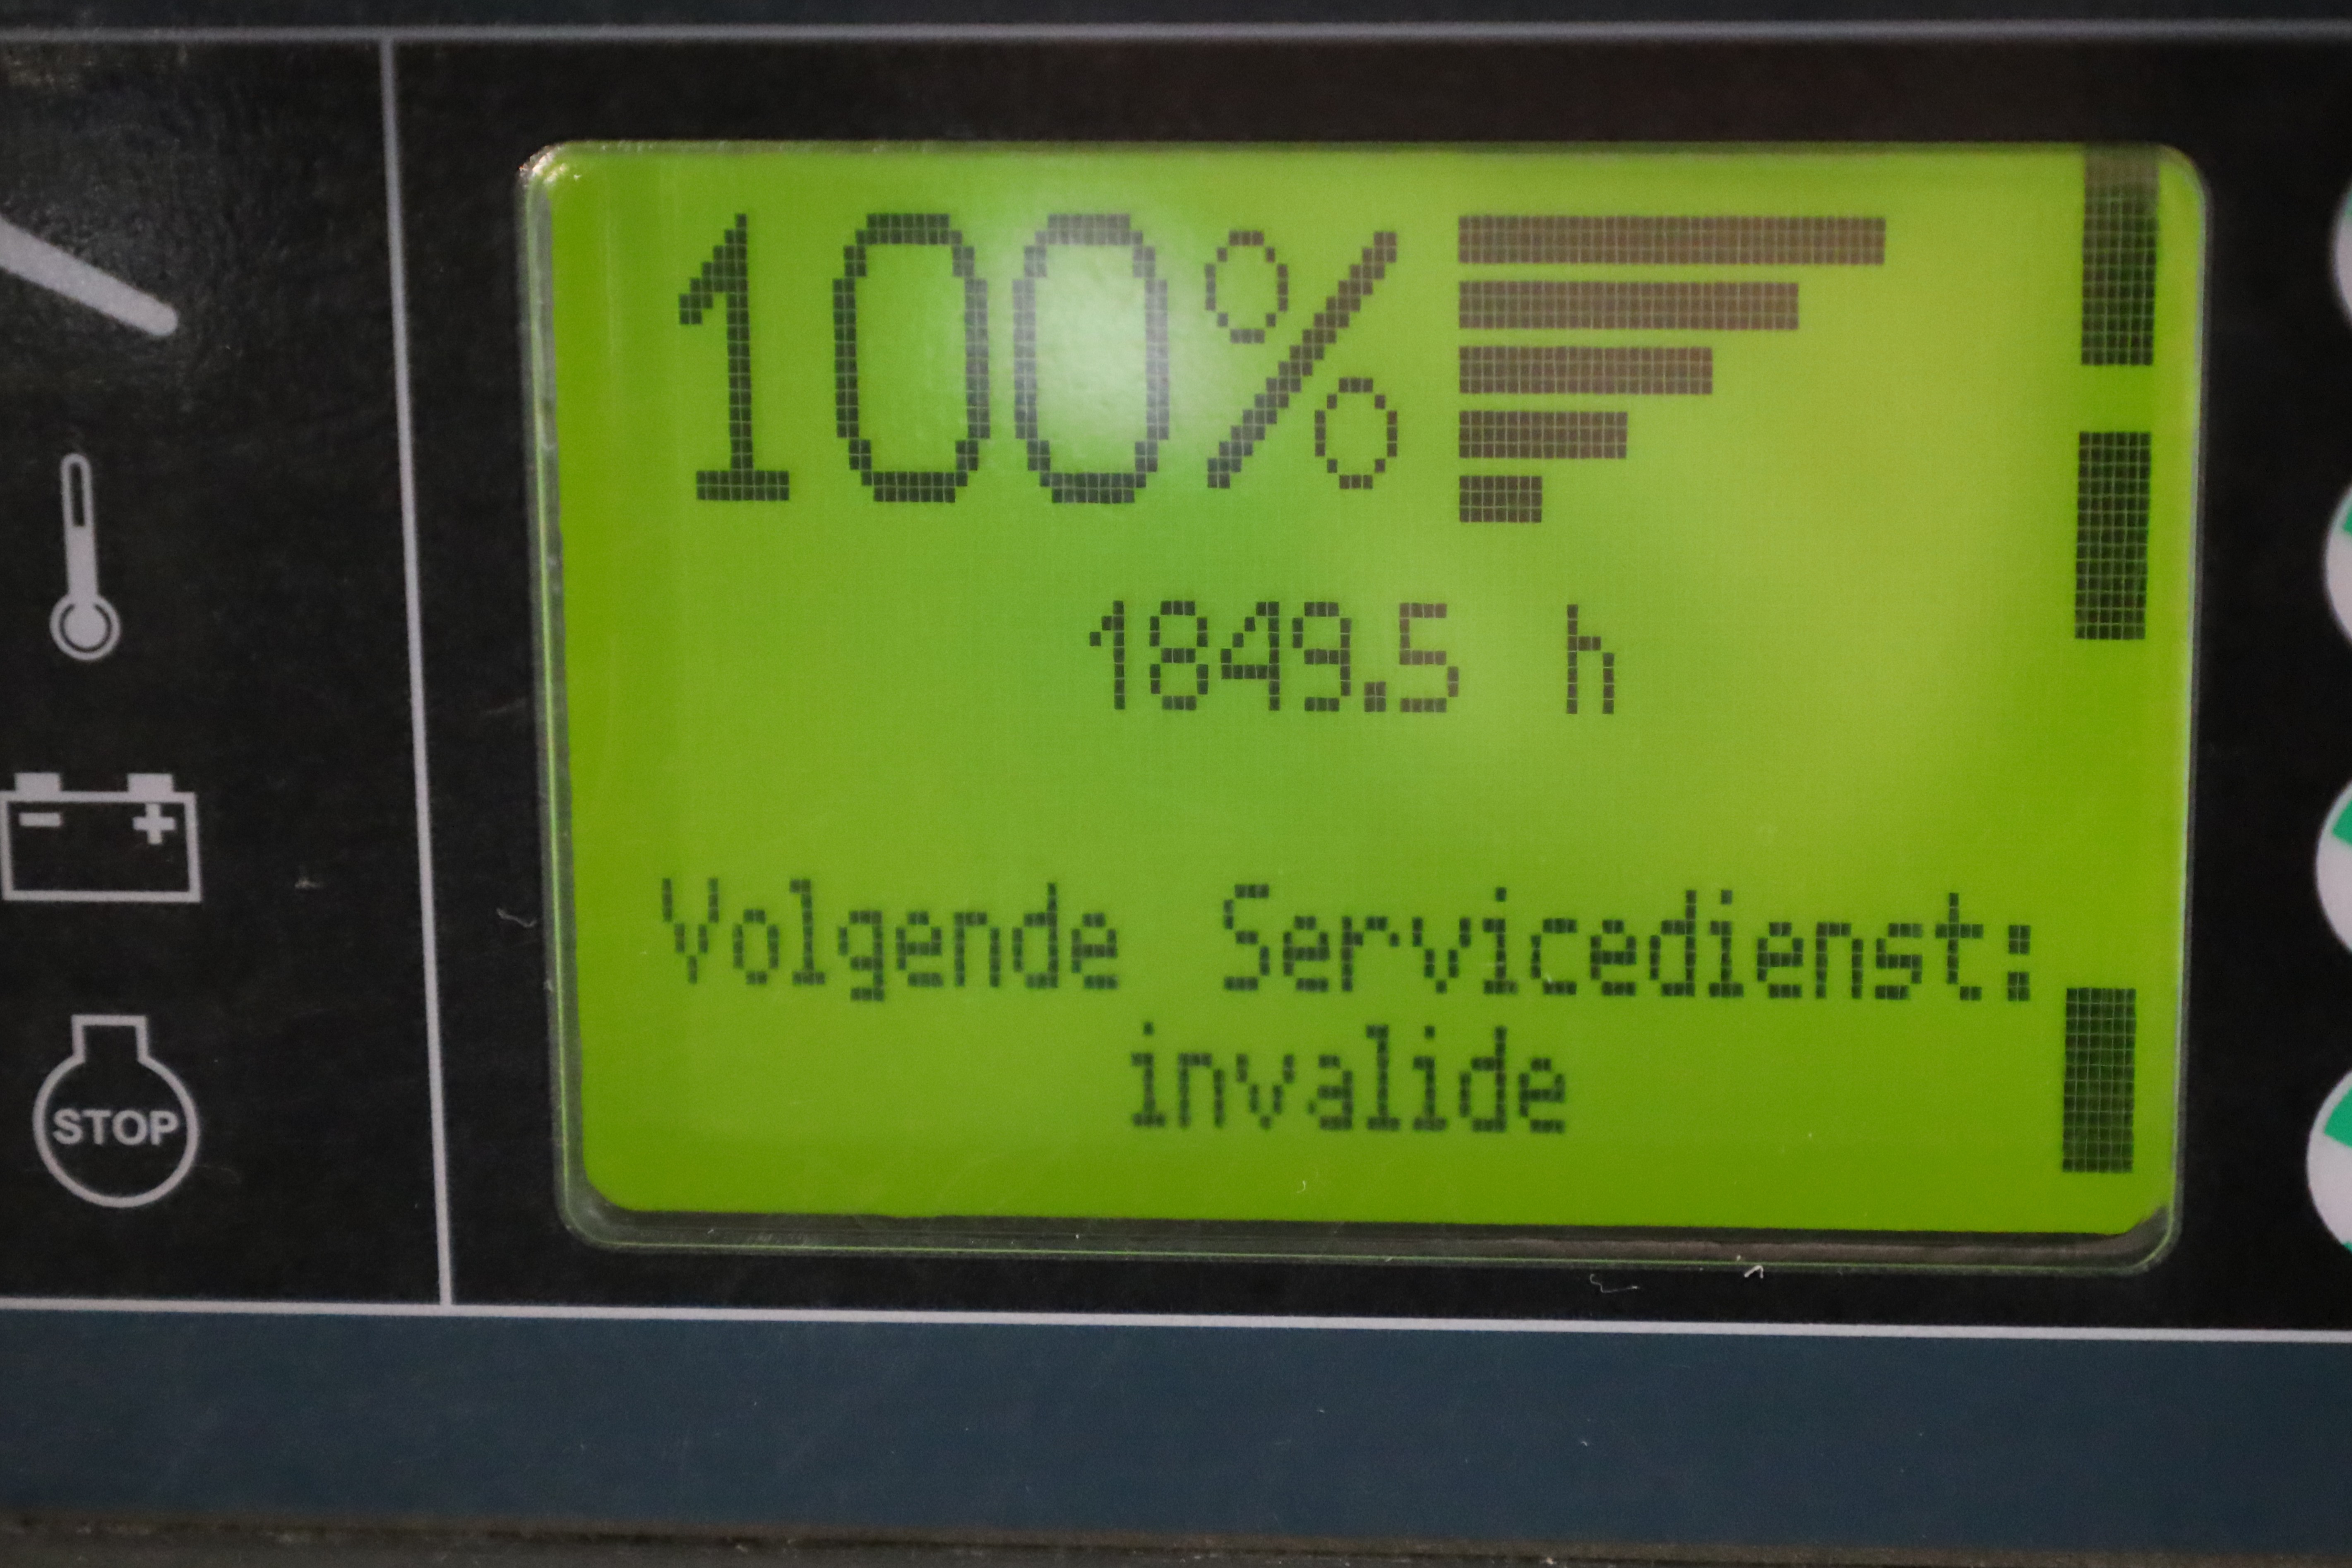 100%
1849.5 h
Volgende Servicedienst:
invalide
STOP